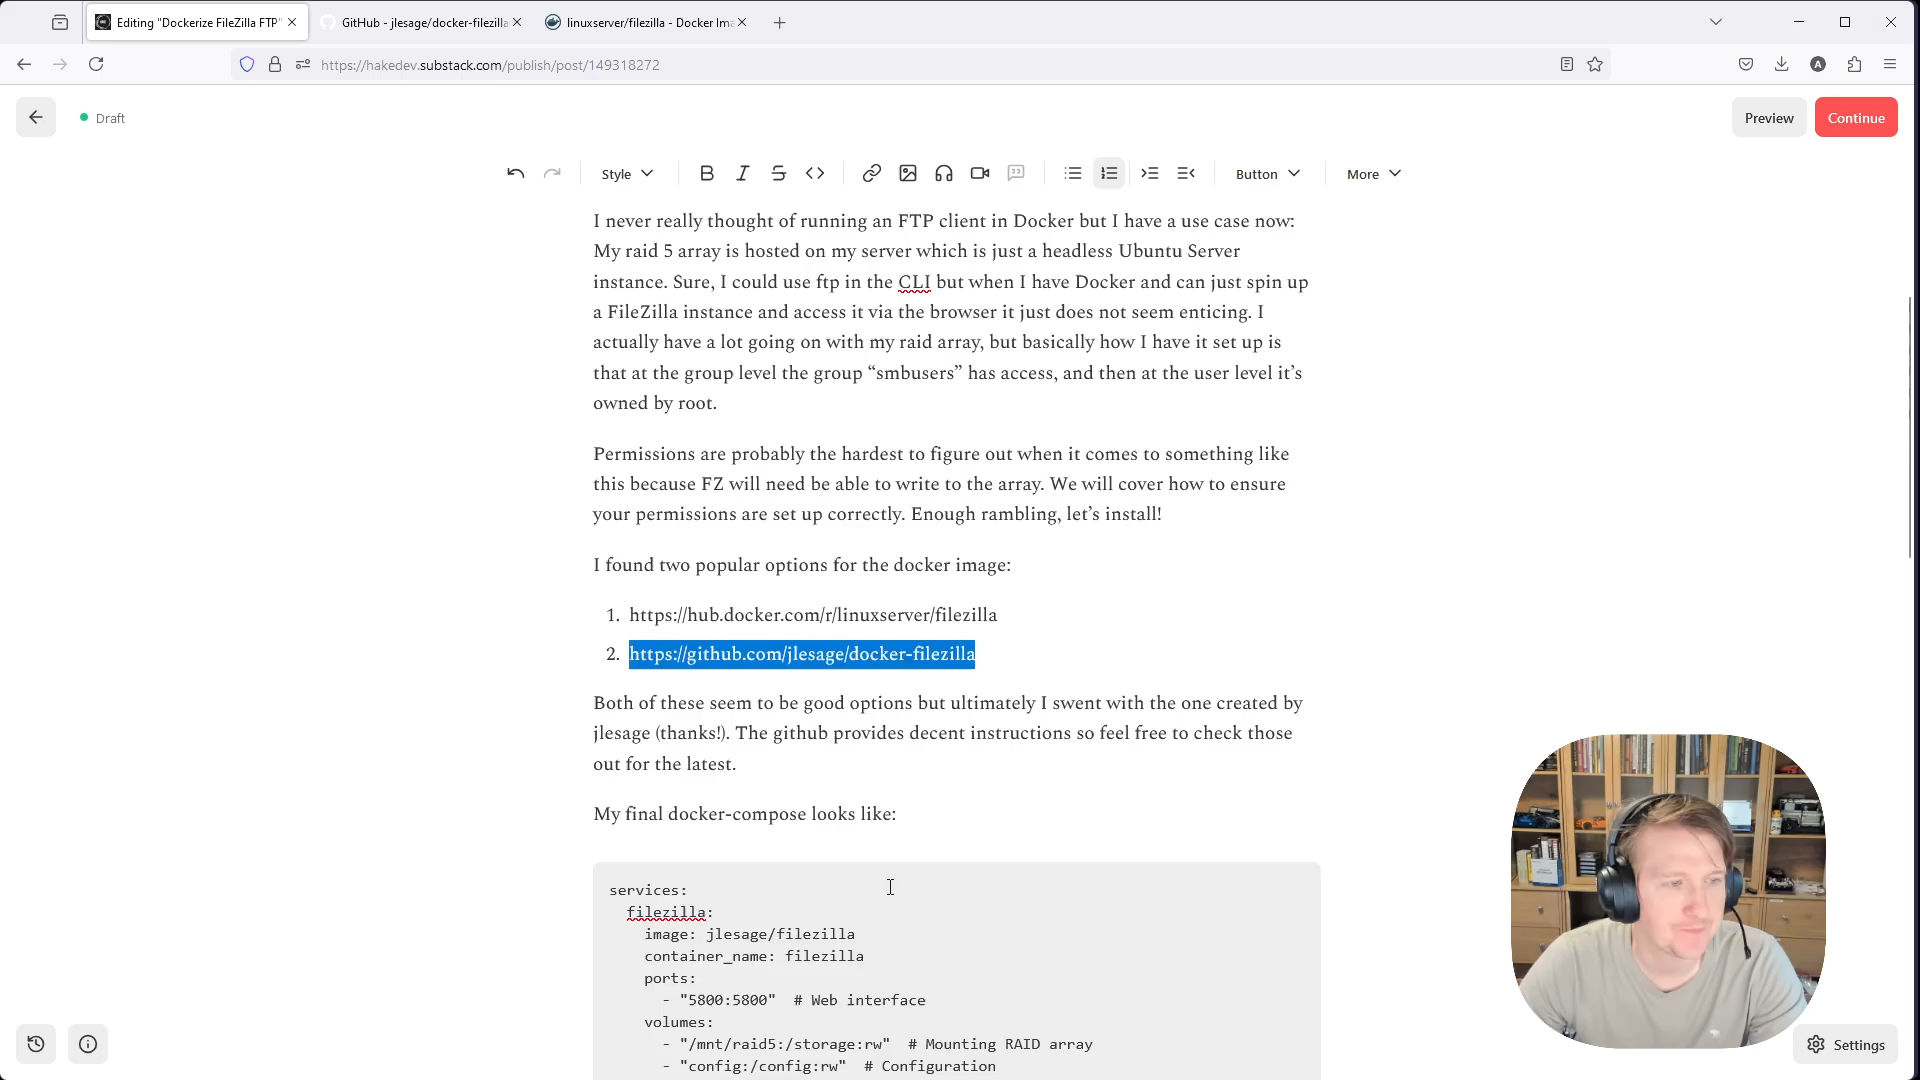 Editing "Dockerize FileZilla FTP"
GitHub - jlesage/docker-filezilla
linuxserver/filezilla - Docker Ima
https://hakedev.substack.com/publish/post/149318272
Draft
Preview
Continue
Style
Button
More
I never really thought of running an FTP client in Docker but I have a use case now:
My raid 5 array is hosted on my server which is just a headless Ubuntu Server
instance. Sure, I could use ftp in the CLI but when I have Docker and can just spin up
a FileZilla instance and access it via the browser it just does not seem enticing. I
actually have a lot going on with my raid array, but basically how I have it set up is
that at the group level the group “smbusers” has access, and then at the user level it’s
owned by root.
Permissions are probably the hardest to figure out when it comes to something like
this because FZ will need be able to write to the array. We will cover how to ensure
your permissions are set up correctly. Enough rambling, let’s install!
I found two popular options for the docker image:
1. https://hub.docker.com/r/linuxserver/filezilla
2. https://github.com/jlesage/docker-filezilla
Both of these seem to be good options but ultimately I swent with the one created by
jlesage (thanks!). The github provides decent instructions so feel free to check those
out for the latest.
My final docker-compose looks like:
services:
filezilla:
image: jlesage/filezilla
container_name: filezilla
ports:
- "5800:5800"  # Web interface
volumes:
- "/mnt/raid5:/storage:rw"  # Mounting RAID array
- "config:/config:rw"  # Configuration
Settings